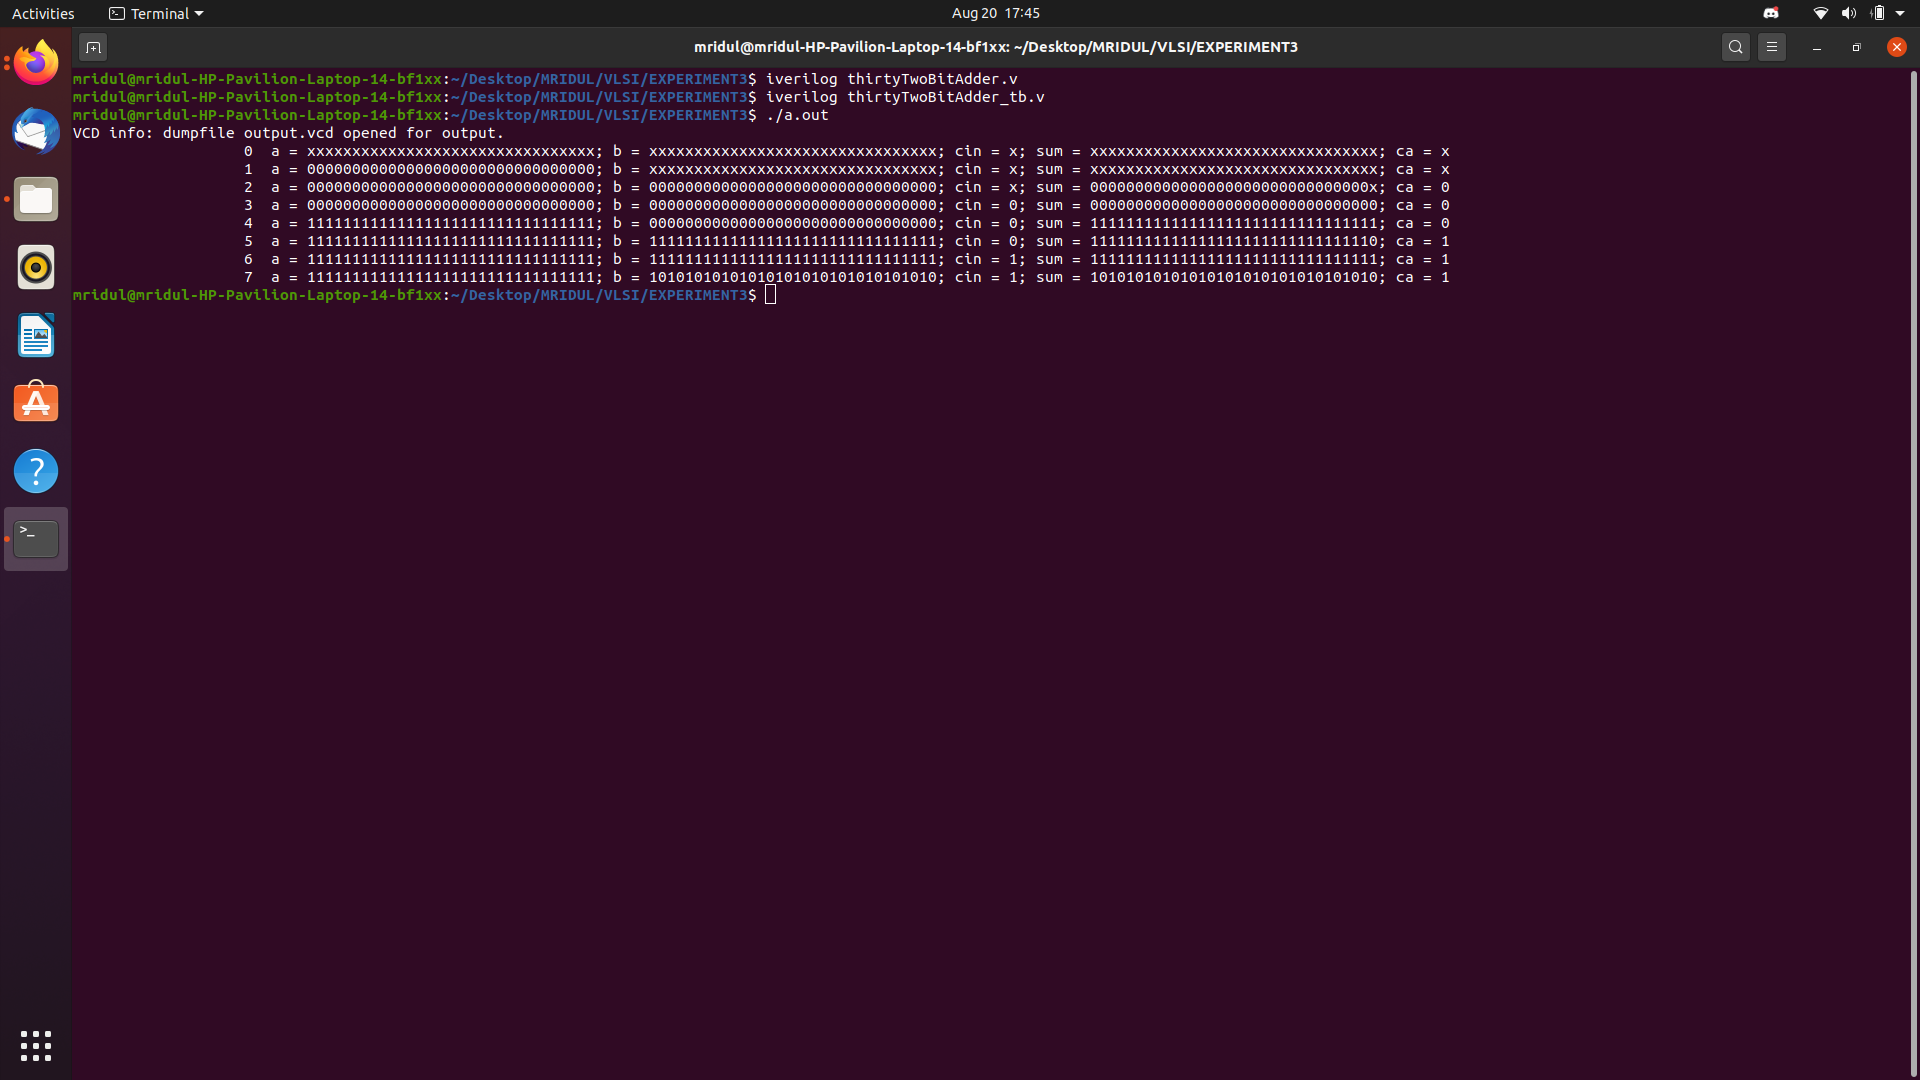 Activities Terminal Aug 20 17:45
mridul@mridul-HP-Pavilion-Laptop-14-bf1xx: ~/Desktop/MRIDUL/VLSI/EXPERIMENT3
mridul@mridul-HP-Pavilion-Laptop-14-bf1xx:~/Desktop/MRIDUL/VLSI/EXPERIMENT3$ iverilog thirtyTwoBitAdder.v
mridul@mridul-HP-Pavilion-Laptop-14-bf1xx:~/Desktop/MRIDUL/VLSI/EXPERIMENT3$ iverilog thirtyTwoBitAdder_tb.v
mridul@mridul-HP-Pavilion-Laptop-14-bf1xx:~/Desktop/MRIDUL/VLSI/EXPERIMENT3$ ./a.out
VCD info: dumpfile output.vcd opened for output.
0 a = xxxxxxxxxxxxxxxxxxxxxxxxxxxxxxxx; b = xxxxxxxxxxxxxxxxxxxxxxxxxxxxxxxx; cin = x; sum = xxxxxxxxxxxxxxxxxxxxxxxxxxxxxxxx; ca = x
1 a = 00000000000000000000000000000000; b = xxxxxxxxxxxxxxxxxxxxxxxxxxxxxxxx; cin = x; sum = xxxxxxxxxxxxxxxxxxxxxxxxxxxxxxxx; ca = x
2 a = 00000000000000000000000000000000; b = 00000000000000000000000000000000; cin = x; sum = 0000000000000000000000000000000x; ca = 0
3 a = 00000000000000000000000000000000; b = 00000000000000000000000000000000; cin = 0; sum = 00000000000000000000000000000000; ca = 0
4 a = 11111111111111111111111111111111; b = 00000000000000000000000000000000; cin = 0; sum = 11111111111111111111111111111111; ca = 0
5 a = 11111111111111111111111111111111; b = 11111111111111111111111111111111; cin = 0; sum = 11111111111111111111111111111110; ca = 1
6 a = 11111111111111111111111111111111; b = 11111111111111111111111111111111; cin = 1; sum = 11111111111111111111111111111111; ca = 1
7 a = 11111111111111111111111111111111; b = 10101010101010101010101010101010; cin = 1; sum = 10101010101010101010101010101010; ca = 1
mridul@mridul-HP-Pavilion-Laptop-14-bf1xx:~/Desktop/MRIDUL/VLSI/EXPERIMENT3$